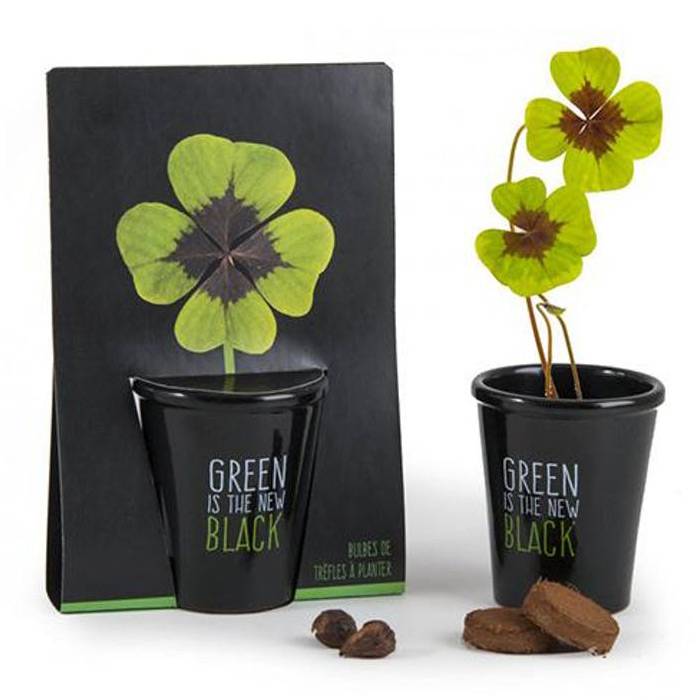 GREEN
IS THE NEW
BLACK
BULBES DE
TRÈFLES À PLANTER
GREEN
IS THE NEW
BLACK